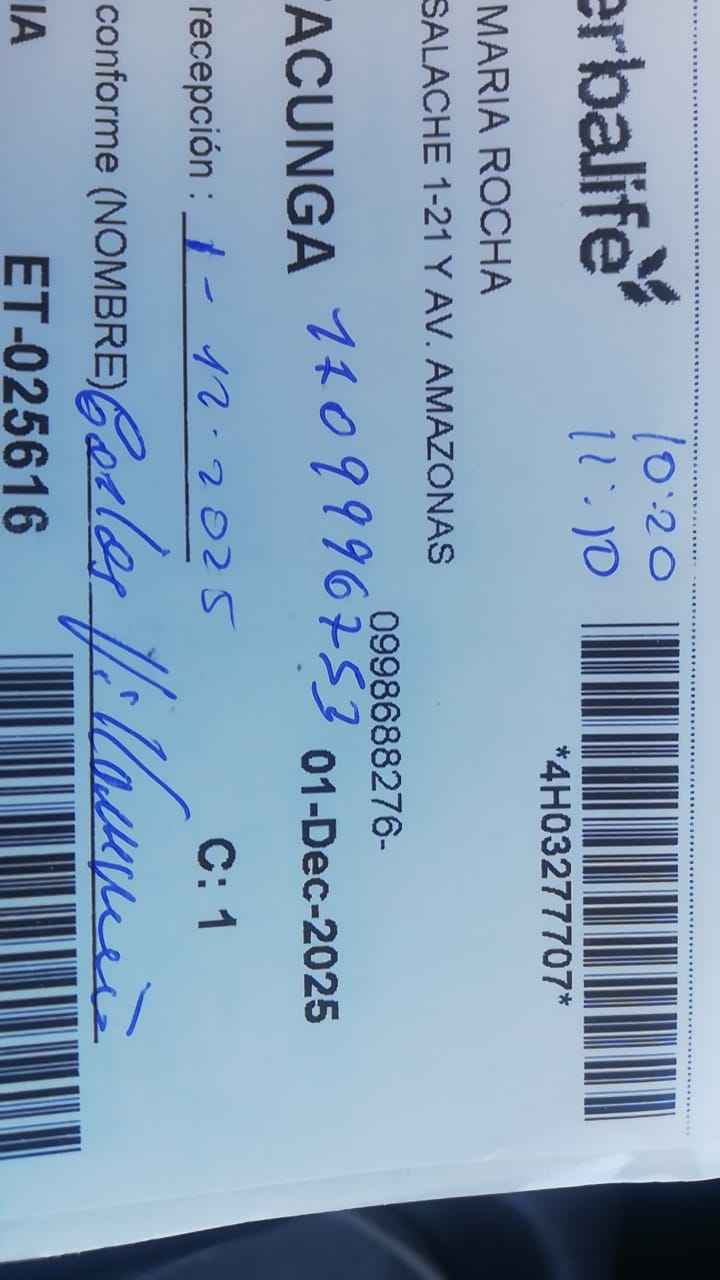 erbalife
10:20
11:10
*4H03277707*
MARIA ROCHA
SALACHE 1-21 Y AV. AMAZONAS
0998688276-
ACUNGA 1709996753 01-Dec-2025
recepción : 1-12-2025
C: 1
conforme (NOMBRE) Carlos
IA
ET-025616